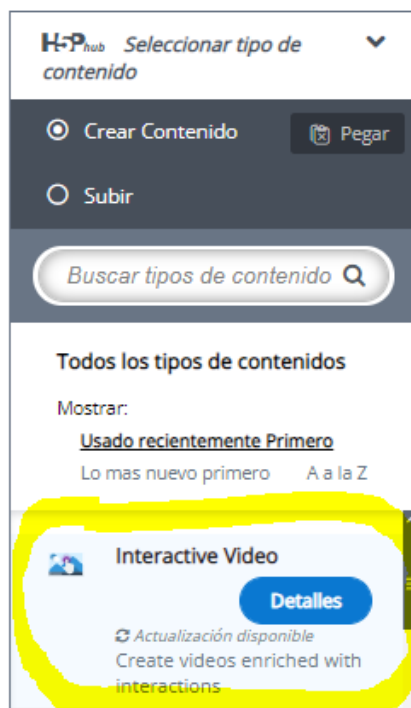 H5P hub Seleccionar tipo de
contenido
Crear Contenido
Pegar
Subir
Buscar tipos de contenido
Todos los tipos de contenidos
Mostrar:
Usado recientemente Primero
Lo mas nuevo primero A a la Z
Interactive Video
Detalles
Actualización disponible
Create videos enriched with
interactions